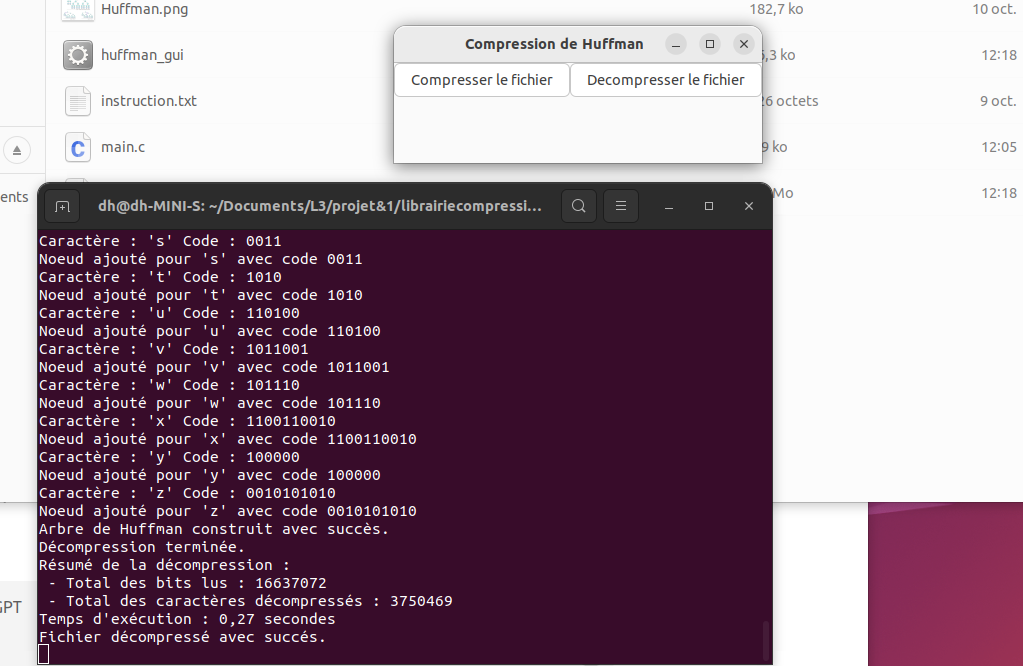 Huffman.png 182,7 ko 10 oct.
Compression de Huffman
huffman_gui 5,3 ko 12:18
Compresser le fichier Decompresser le fichier
instruction.txt 26 octets 9 oct.
main.c 9 ko 12:05
Mo 12:18
ents
dh@dh-MINI-S: ~/Documents/L3/projet&1/librairiecompressi...
Caractère : 's' Code : 0011
Noeud ajouté pour 's' avec code 0011
Caractère : 't' Code : 1010
Noeud ajouté pour 't' avec code 1010
Caractère : 'u' Code : 110100
Noeud ajouté pour 'u' avec code 110100
Caractère : 'v' Code : 1011001
Noeud ajouté pour 'v' avec code 1011001
Caractère : 'w' Code : 101110
Noeud ajouté pour 'w' avec code 101110
Caractère : 'x' Code : 1100110010
Noeud ajouté pour 'x' avec code 1100110010
Caractère : 'y' Code : 100000
Noeud ajouté pour 'y' avec code 100000
Caractère : 'z' Code : 0010101010
Noeud ajouté pour 'z' avec code 0010101010
Arbre de Huffman construit avec succès.
Décompression terminée.
Résumé de la décompression :
- Total des bits lus : 16637072
- Total des caractères décompressés : 3750469
GPT
Temps d'exécution : 0,27 secondes
Fichier décompressé avec succés.